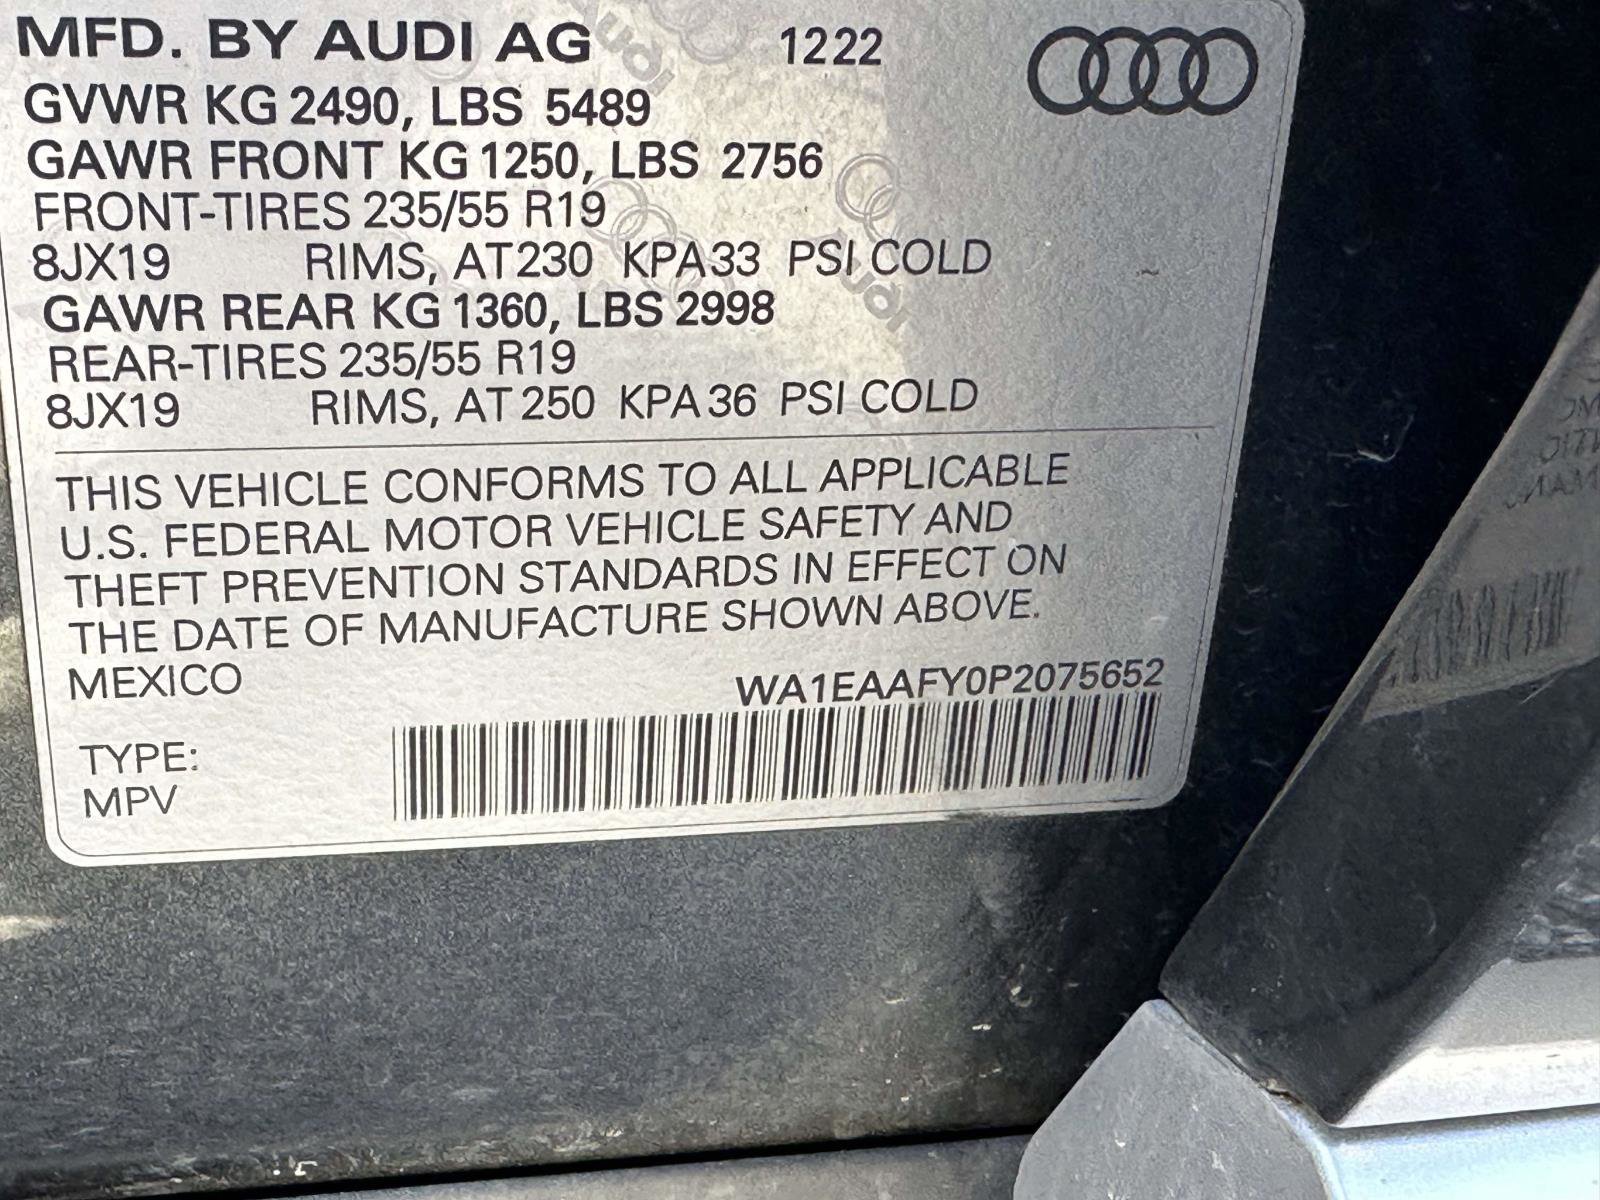 MFD. BY AUDI AG 1222
GVWR KG 2490, LBS 5489
GAWR FRONT KG 1250, LBS 2756
FRONT-TIRES 235/55 R19
8JX19 RIMS, AT 230 KPA 33 PSI COLD
GAWR REAR KG 1360, LBS 2998
REAR-TIRES 235/55 R19
8JX19 RIMS, AT 250 KPA 36 PSI COLD
THIS VEHICLE CONFORMS TO ALL APPLICABLE
U.S. FEDERAL MOTOR VEHICLE SAFETY AND
THEFT PREVENTION STANDARDS IN EFFECT ON
THE DATE OF MANUFACTURE SHOWN ABOVE.
MEXICO WA1EAAFY0P2075652
TYPE:
MPV
Audi
Audi